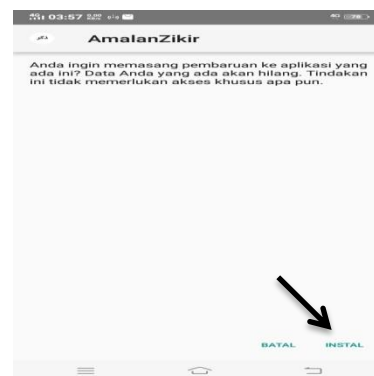 03:57
AmalanZikir
Anda ingin memasang pembaruan ke aplikasi yang
ada ini? Data Anda yang ada akan hilang. Tindakan
ini tidak memerlukan akses khusus apa pun.
BATAL INSTAL